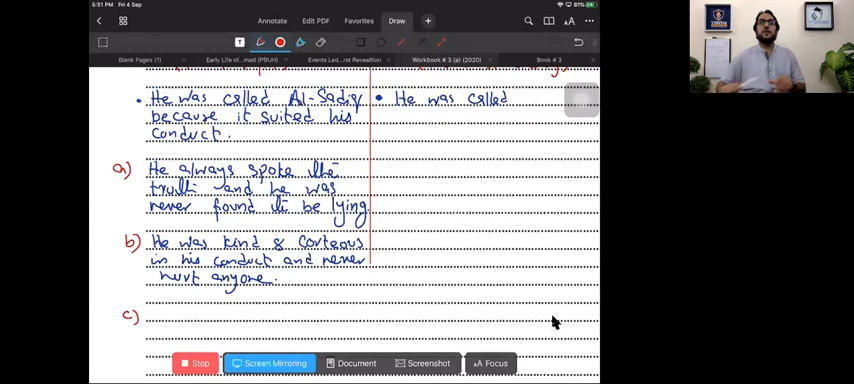 5:51 PM Fri 4 Sep
81%
Annotate Edit PDF Favorites Draw
AA
T
Blank Pages (1) Early Life of...mad (PBUH) Events Led...rst Revealtion Workbook # 3 (a) (2020) Book # 3
• He was called Al-Sadiq
because it suited his
conduct.
• He was called
a) He always spoke the
truth and he was
never found to be lying.
b) He was kind & Corteous
in his conduct and never
hurt anyone.
c)
Stop Screen Mirroring Document Screenshot AA Focus